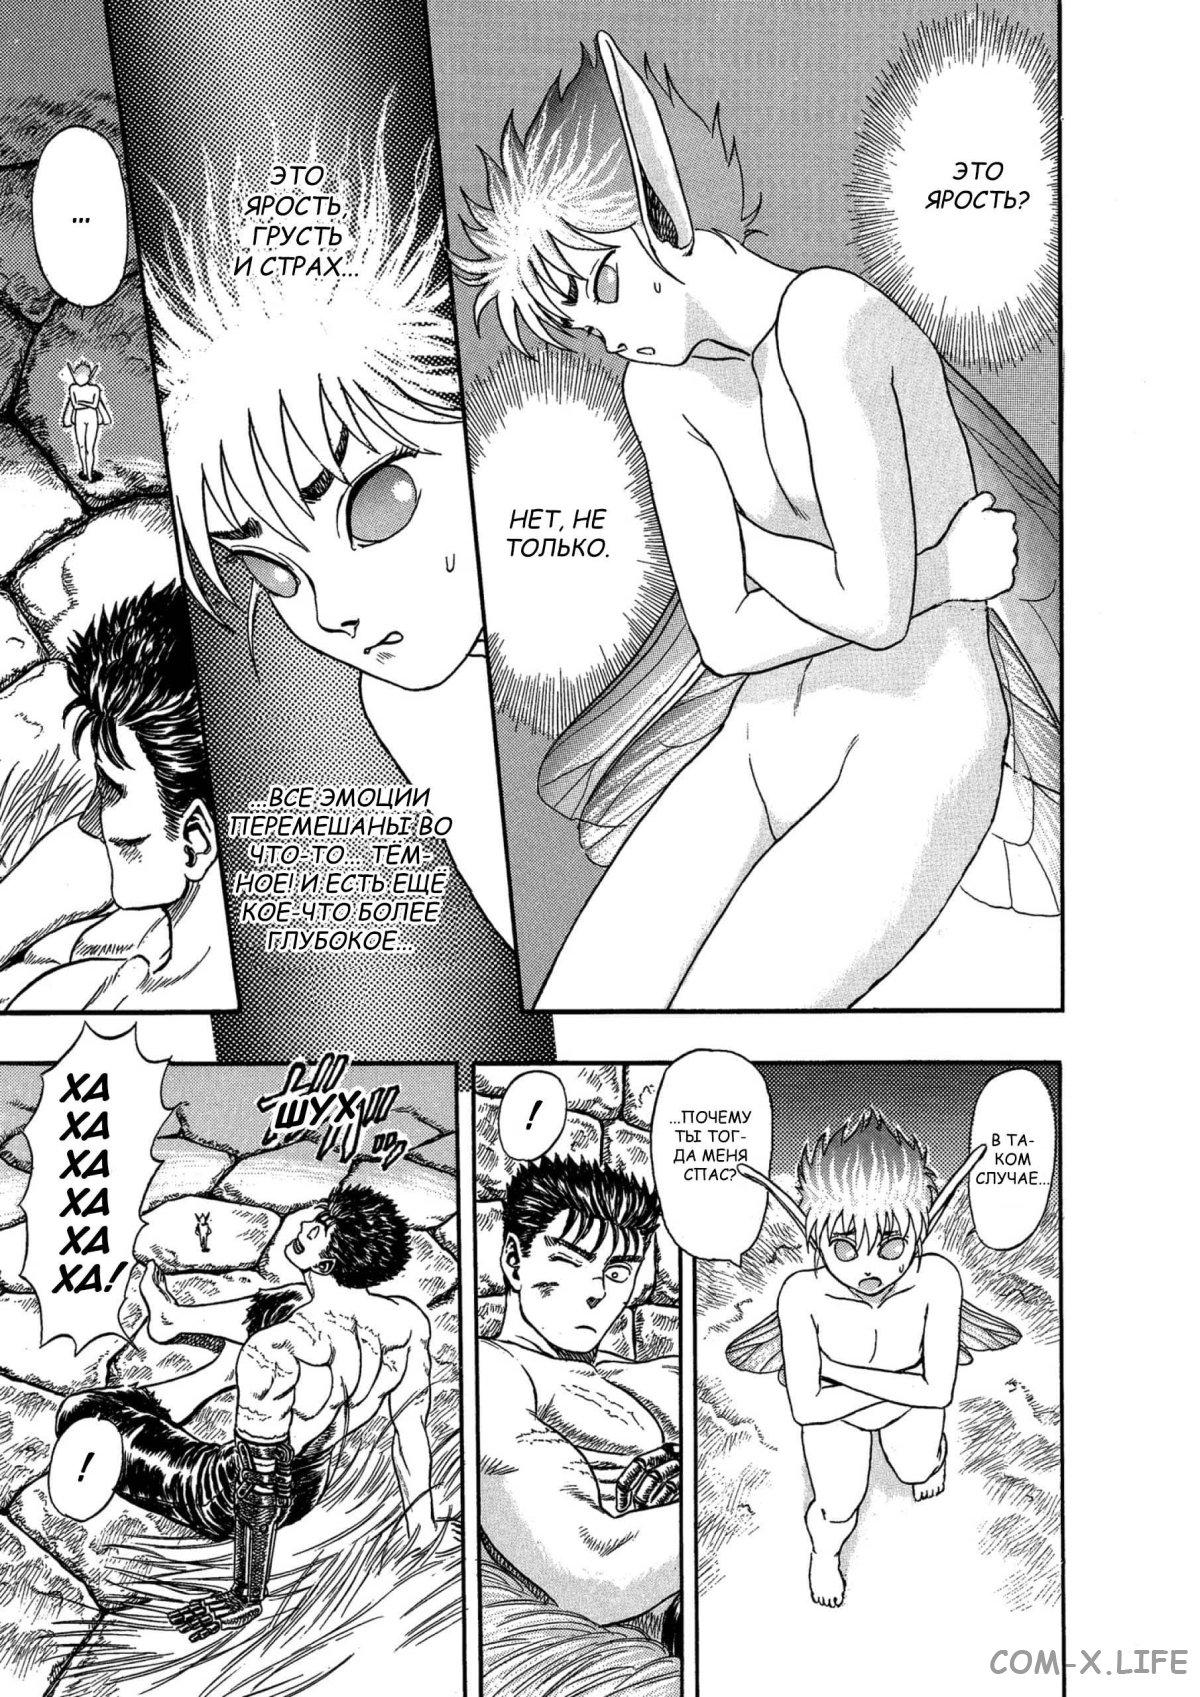 ЭТО
ЯРОСТЬ?
НЕТ, НЕ
ТОЛЬКО.
ЭТО
ЯРОСТЬ,
ГРУСТЬ
И СТРАХ...
...ВСЕ ЭМОЦИИ
ПЕРЕМЕШАНЫ ВО
ЧТО-ТО... ТЁМ-
НОЕ! И ЕСТЬ ЕЩЁ
КОЕ-ЧТО БОЛЕЕ
ГЛУБОКОЕ...
...
В ТА-
КОМ
СЛУЧАЕ...
...ПОЧЕМУ
ТЫ ТОГ-
ДА МЕНЯ
СПАС?
!
ШУХ
ХА
ХА
ХА
ХА
ХА
ХА!
!
COM-X.LIFE